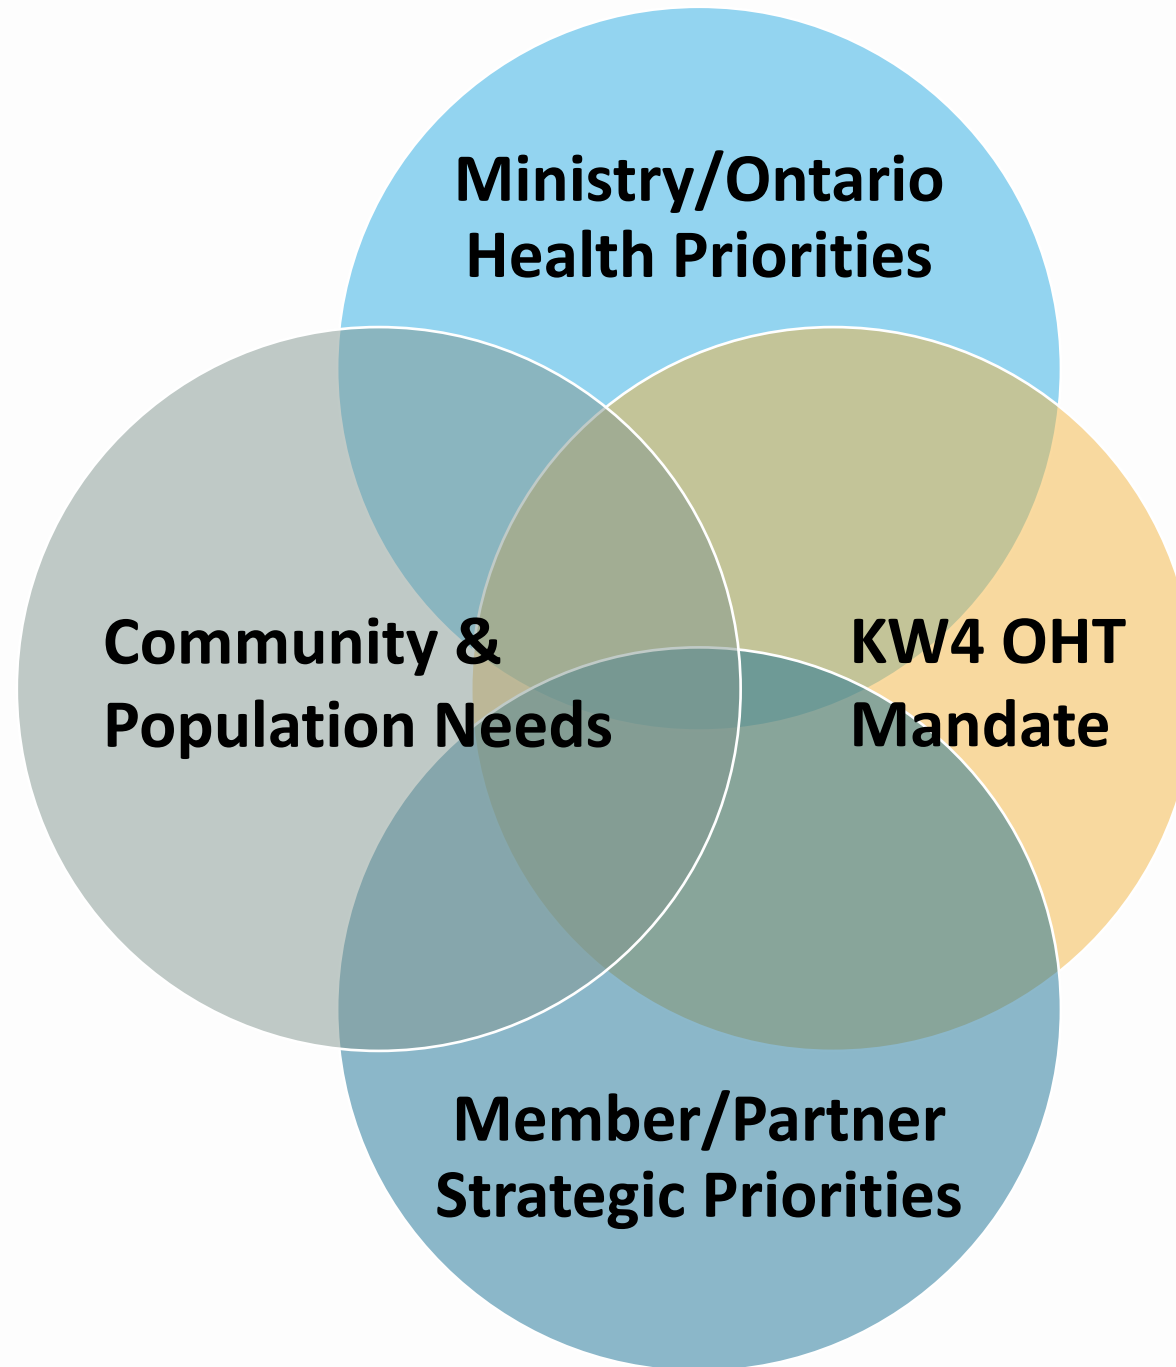 Ministry/Ontario
Health Priorities
Community &
Population Needs
KW4 OHT
Mandate
Member/Partner
Strategic Priorities